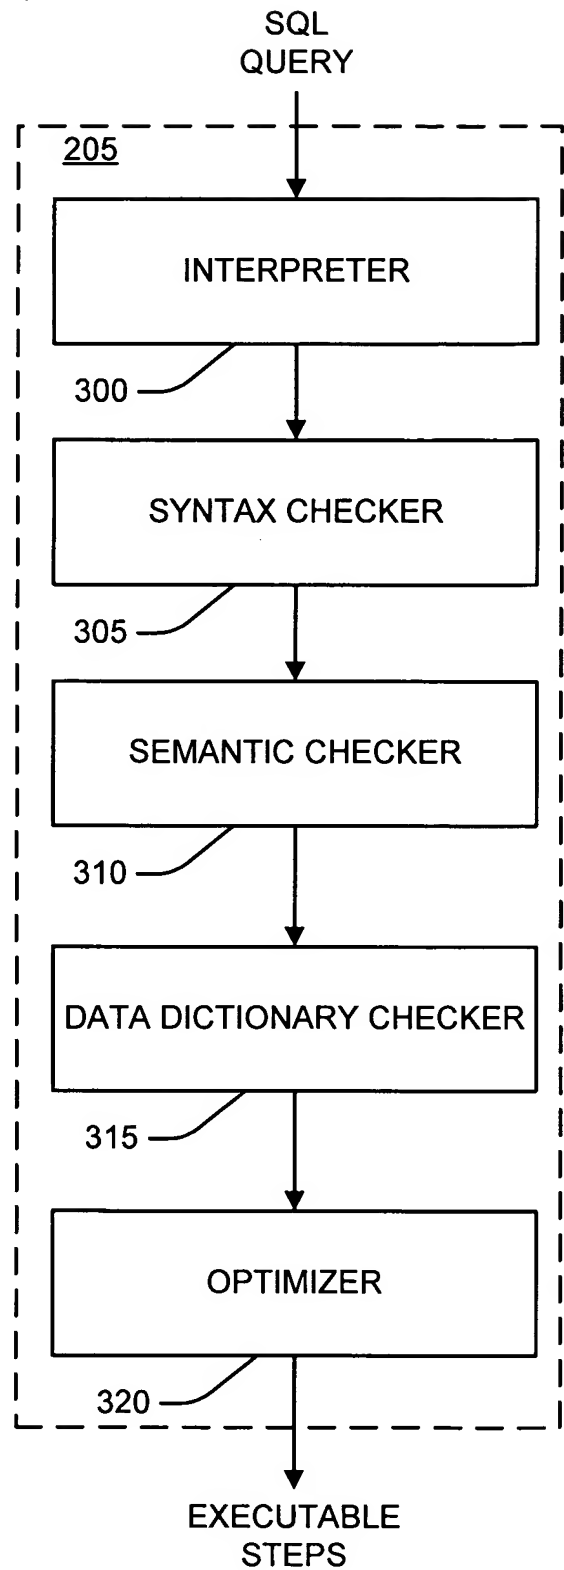 SQL
QUERY
205
INTERPRETER
300
SYNTAX CHECKER
305
SEMANTIC CHECKER
310
DATA DICTIONARY CHECKER
315
OPTIMIZER
320
EXECUTABLE
STEPS